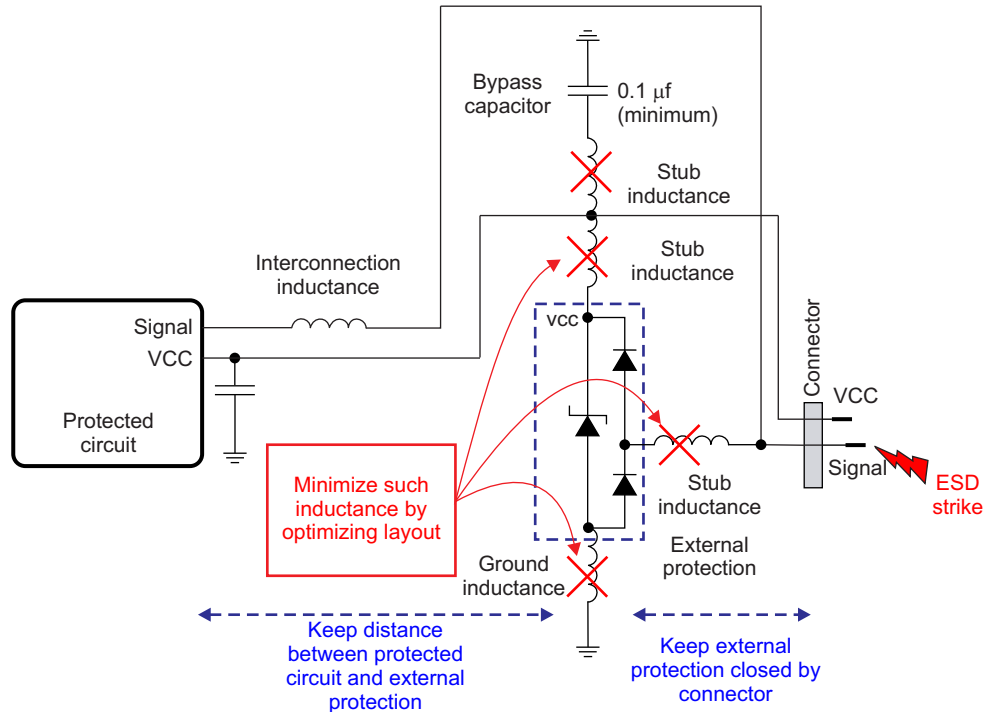 Bypass
capacitor
0.1 μf
(minimum)
Stub
inductance
Stub
inductance
Interconnection
inductance
Signal
VCC
Protected
circuit
vcc
Connector
VCC
Signal
ESD
strike
Minimize such
inductance by
optimizing layout
Stub
inductance
External
protection
Ground
inductance
Keep distance
between protected
circuit and external
protection
Keep external
protection closed by
connector